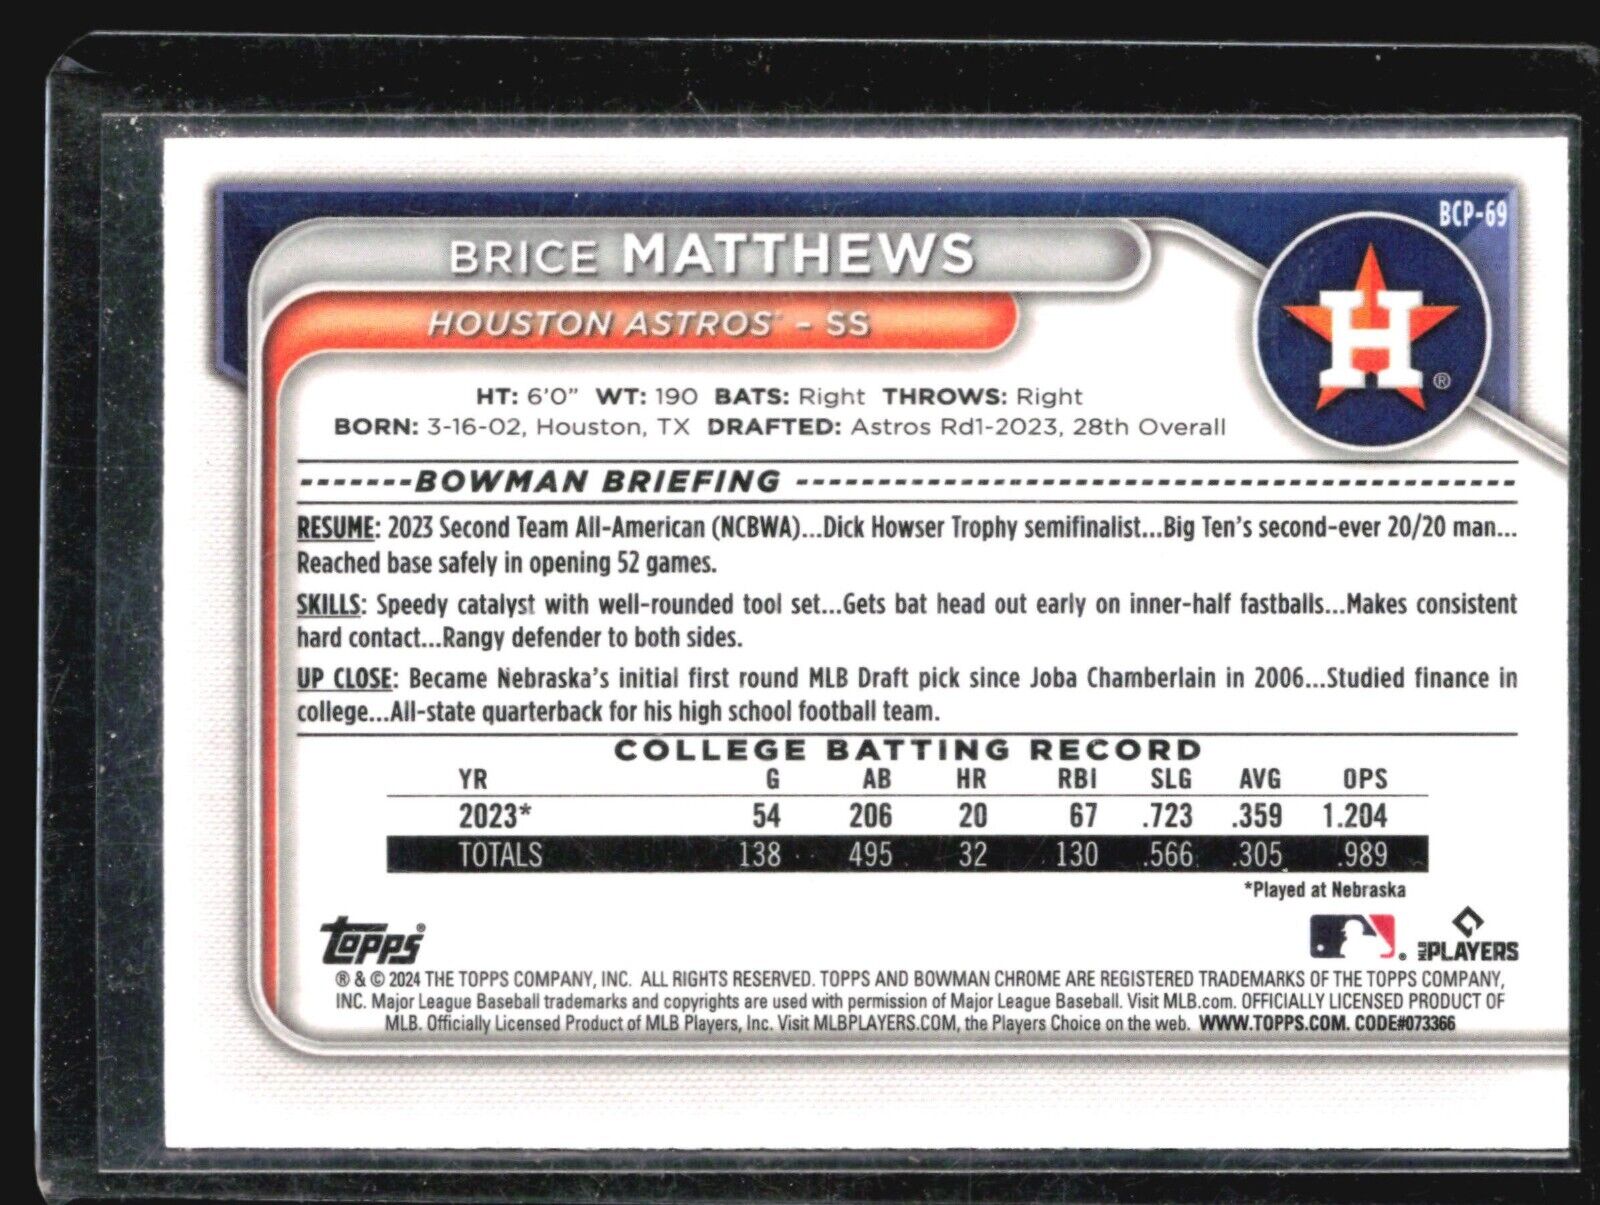 BCP-69
BRICE MATTHEWS
HOUSTON ASTROS™ - SS
H
®
HT: 6'0" WT: 190 BATS: Right THROWS: Right
BORN: 3-16-02, Houston, TX DRAFTED: Astros Rd1-2023, 28th Overall
BOWMAN BRIEFING
RESUME: 2023 Second Team All-American (NCBWA)...Dick Howser Trophy semifinalist...Big Ten's second-ever 20/20 man...
Reached base safely in opening 52 games.
SKILLS: Speedy catalyst with well-rounded tool set...Gets bat head out early on inner-half fastballs...Makes consistent
hard contact...Rangy defender to both sides.
UP CLOSE: Became Nebraska's initial first round MLB Draft pick since Joba Chamberlain in 2006...Studied finance in
college...All-state quarterback for his high school football team.
COLLEGE BATTING RECORD
YR G AB HR RBI SLG AVG OPS
2023* 54 206 20 67 .723 .359 1.204
TOTALS 138 495 32 130 .566 .305 .989
*Played at Nebraska
topps®
MLB PLAYERS
® & © 2024 THE TOPPS COMPANY, INC. ALL RIGHTS RESERVED. TOPPS AND BOWMAN CHROME ARE REGISTERED TRADEMARKS OF THE TOPPS COMPANY,
INC. Major League Baseball trademarks and copyrights are used with permission of Major League Baseball. Visit MLB.com. OFFICIALLY LICENSED PRODUCT OF
MLB. Officially Licensed Product of MLB Players, Inc. Visit MLBPLAYERS.COM, the Players Choice on the web. WWW.TOPPS.COM. CODE#073366